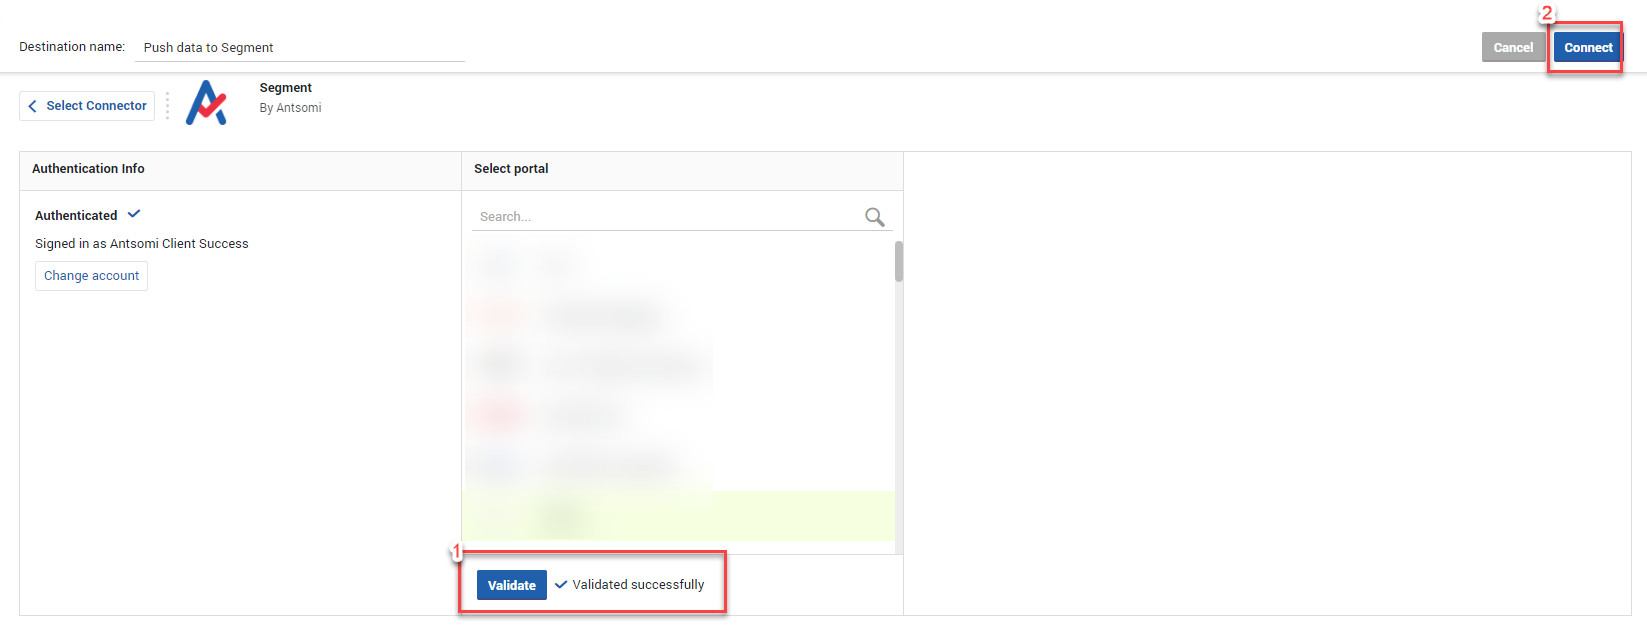 2
Destination name: Push data to Segment
Cancel
Connect
Select Connector
Segment
By Antsomi
Authentication Info
Select portal
Authenticated
Search...
Signed in as Antsomi Client Success
Change account
1
Validate
Validated successfully